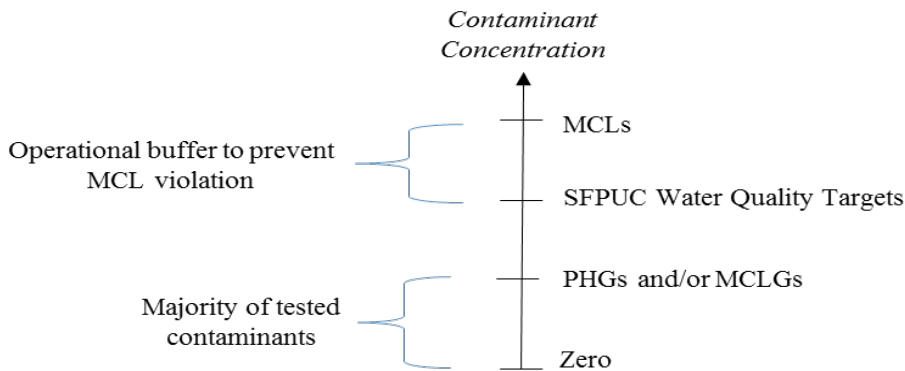 Contaminant
Concentration
MCLs
Operational buffer to prevent
MCL violation
SFPUC Water Quality Targets
PHGs and/or MCLGs
Majority of tested
contaminants
Zero